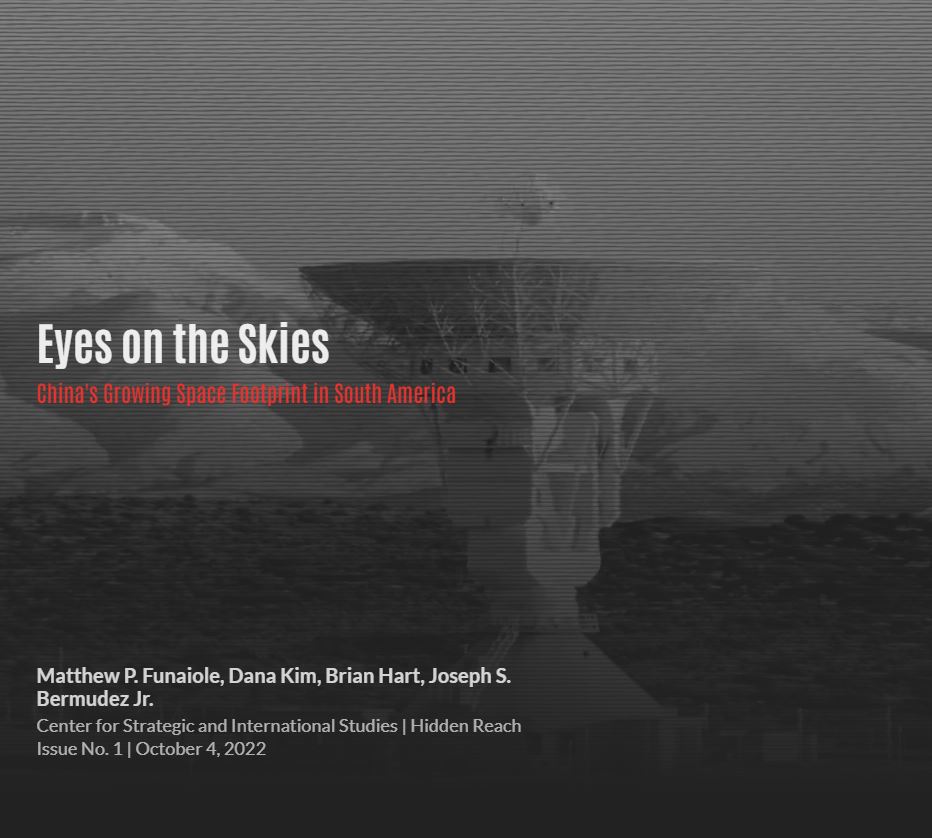 Eyes on the Skies
China's Growing Space Footprint in South America
Matthew P. Funaiole, Dana Kim, Brian Hart, Joseph S.
Bermudez Jr.
Center for Strategic and International Studies | Hidden Reach
Issue No. 1 | October 4, 2022